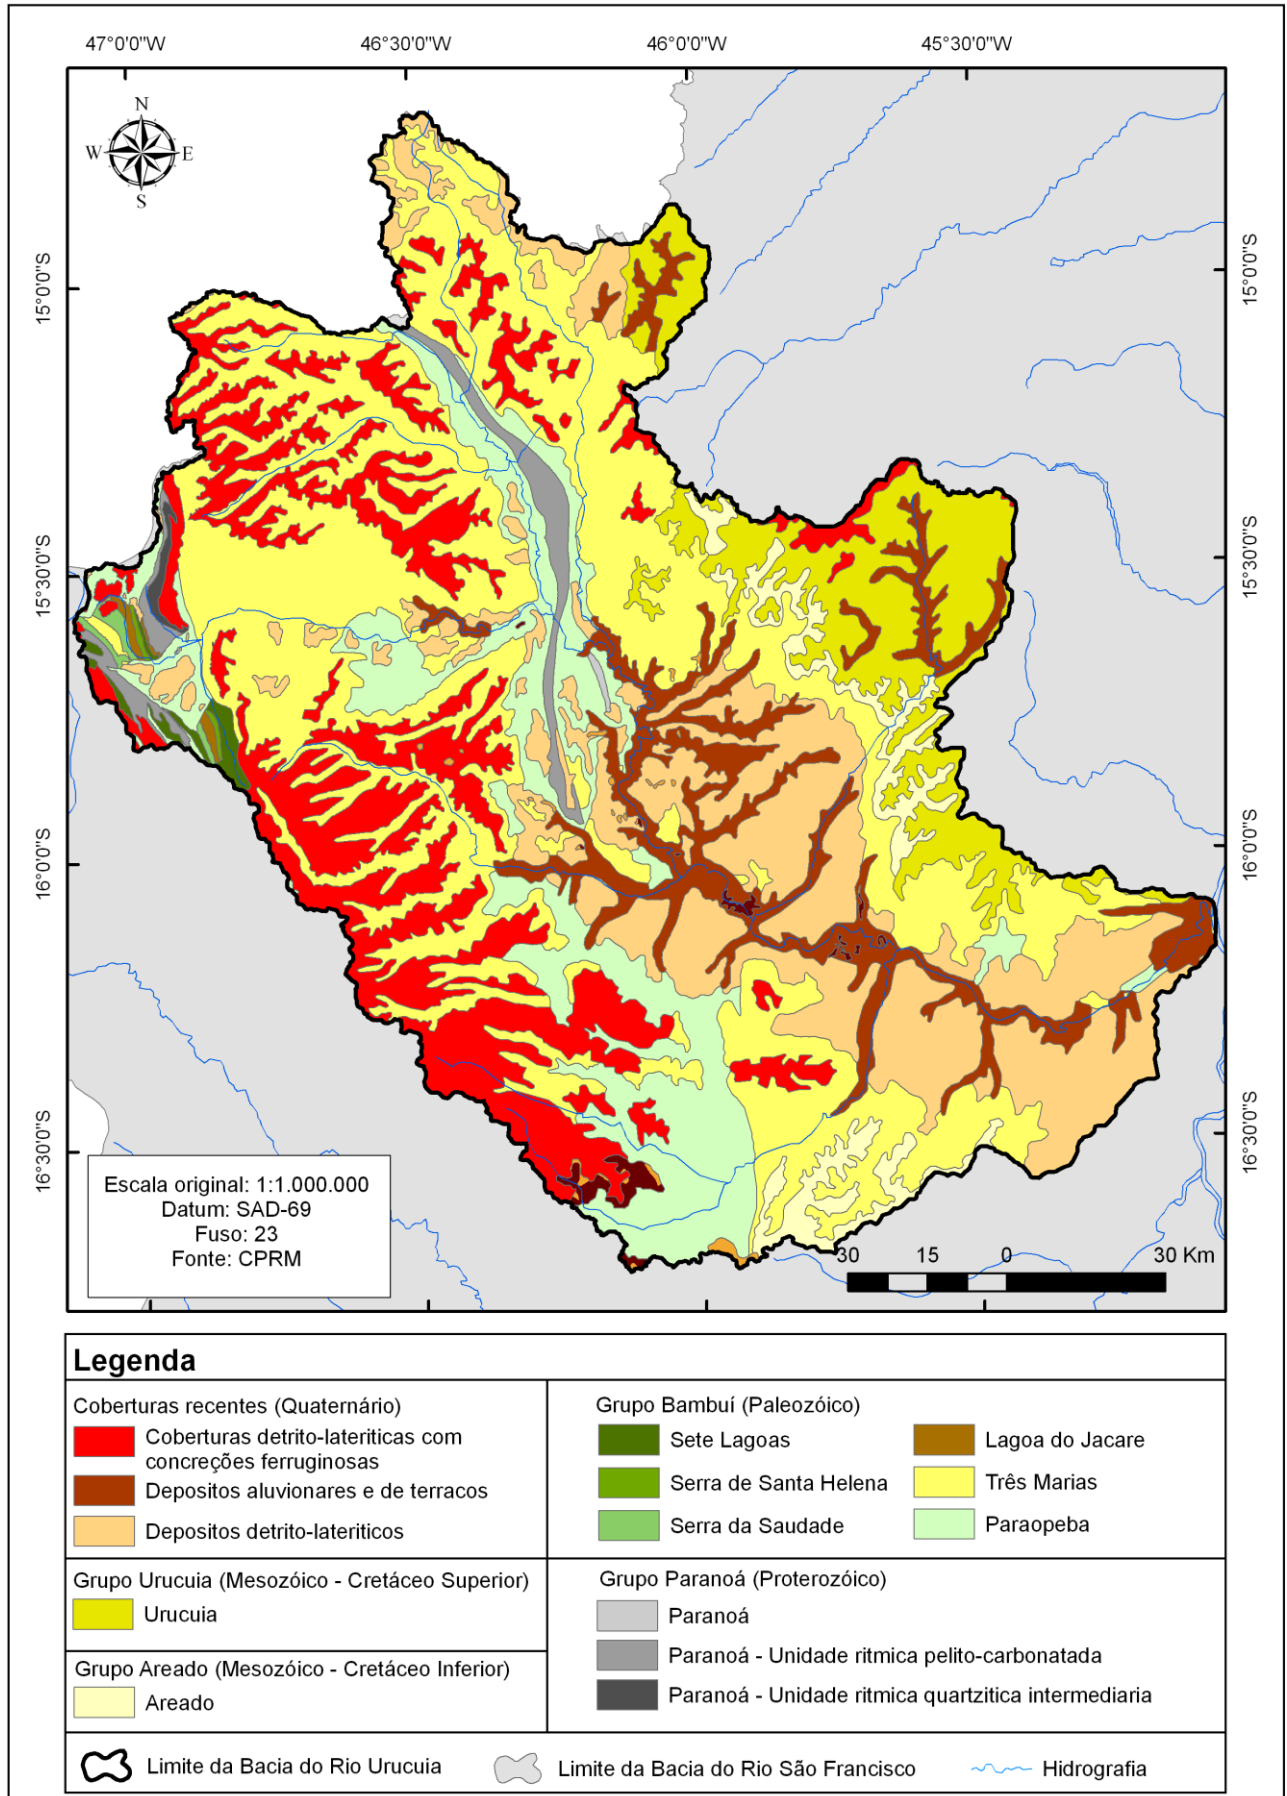 47°0'0"W 46°30'0"W 46°0'0"W 45°30'0"W
N
W E
S
15°0'0"S 15°0'0"S
15°30'0"S 15°30'0"S
16°0'0"S 16°0'0"S
16°30'0"S 16°30'0"S
Escala original: 1:1.000.000
Datum: SAD-69
Fuso: 23
Fonte: CPRM
30 15 0 30 Km
Legenda
Coberturas recentes (Quaternário)
Coberturas detrito-lateriticas com
concreções ferruginosas
Depositos aluvionares e de terracos
Depositos detrito-lateriticos
Grupo Urucuia (Mesozóico - Cretáceo Superior)
Urucuia
Grupo Areado (Mesozóico - Cretáceo Inferior)
Areado
Grupo Bambuí (Paleozóico)
Sete Lagoas
Serra de Santa Helena
Serra da Saudade
Lagoa do Jacare
Três Marias
Paraopeba
Grupo Paranoá (Proterozóico)
Paranoá
Paranoá - Unidade ritmica pelito-carbonatada
Paranoá - Unidade ritmica quartzitica intermediaria
Limite da Bacia do Rio Urucuia
Limite da Bacia do Rio São Francisco
Hidrografia